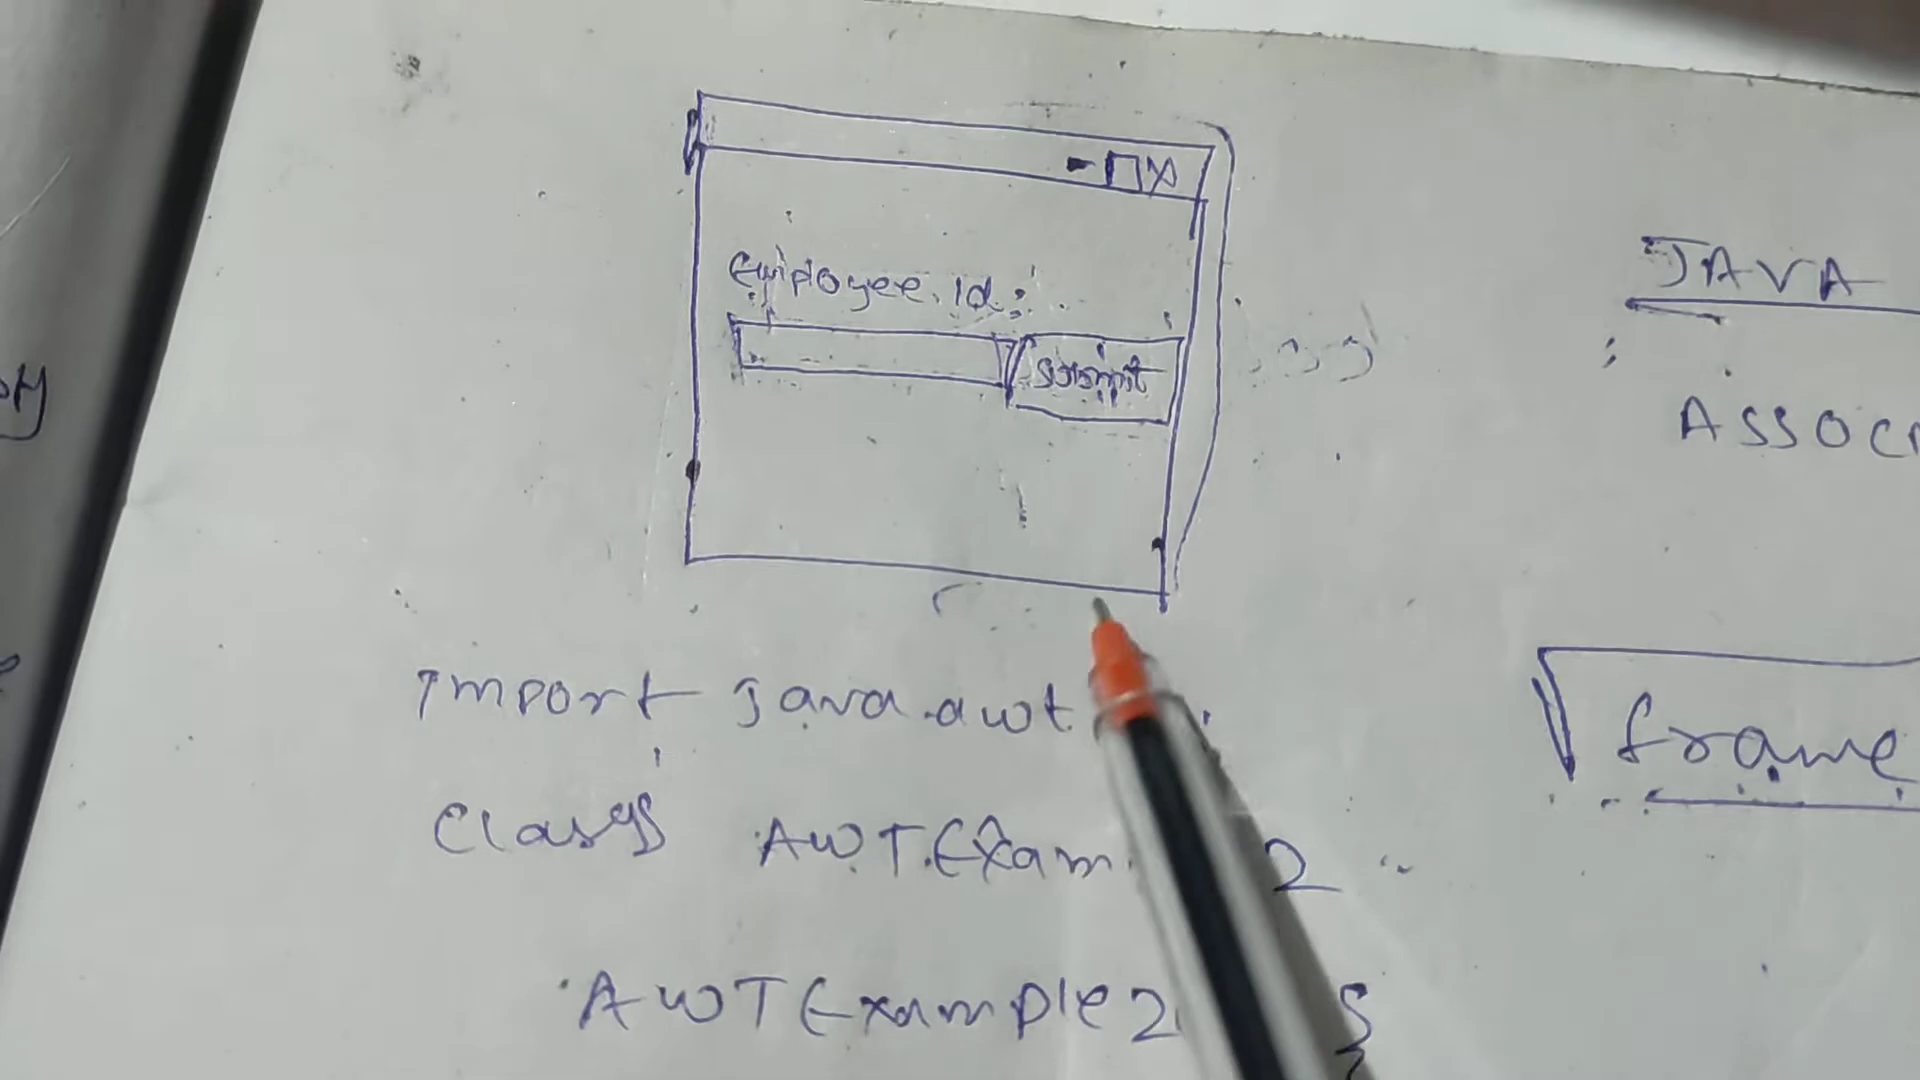 Employee.Id:
submit
import java.awt
class AWTExam 2
AWTExample2
JAVA
ASSOC
frame